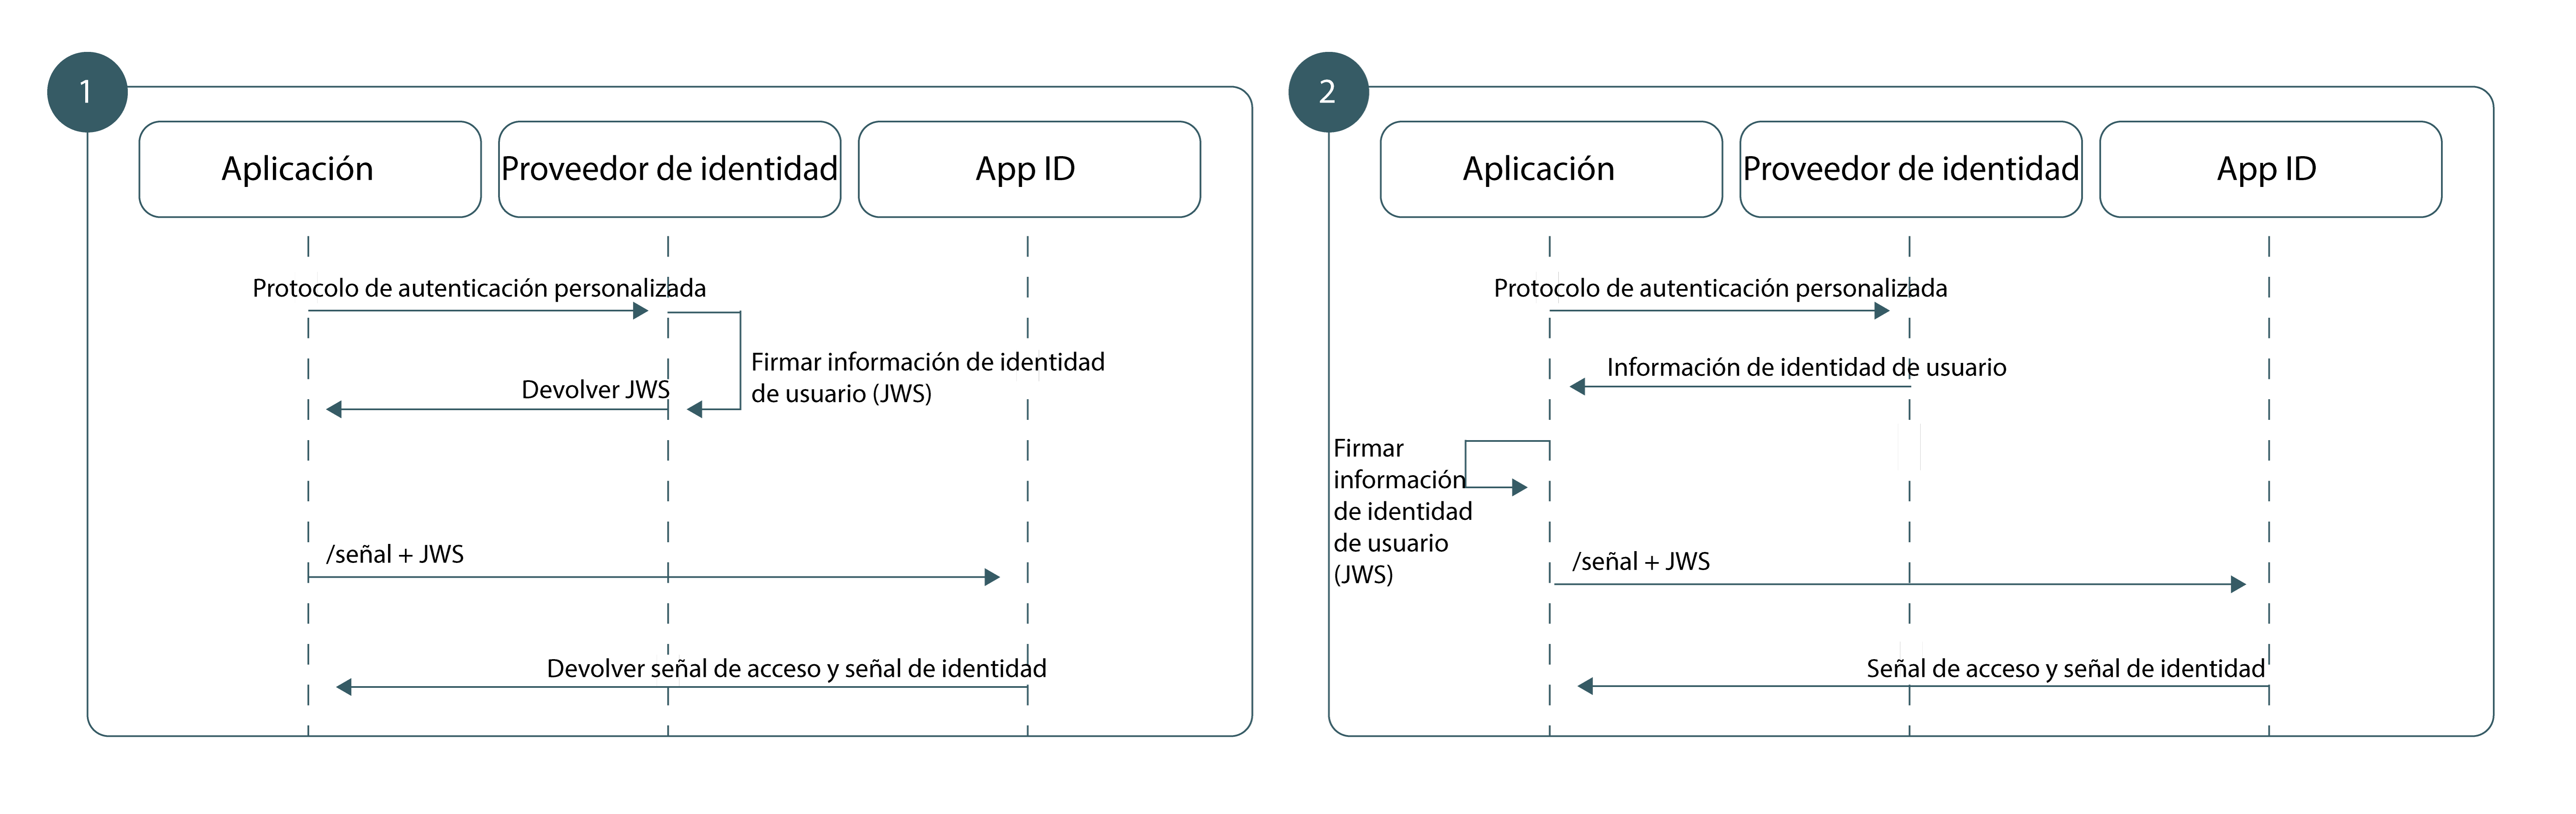 1
Aplicación
Proveedor de identidad
App ID
Protocolo de autenticación personalizada
Firmar información de identidad
de usuario (JWS)
Devolver JWS
/señal + JWS
Devolver señal de acceso y señal de identidad
2
Aplicación
Proveedor de identidad
App ID
Protocolo de autenticación personalizada
Información de identidad de usuario
Firmar
información
de identidad
de usuario
(JWS)
/señal + JWS
Señal de acceso y señal de identidad